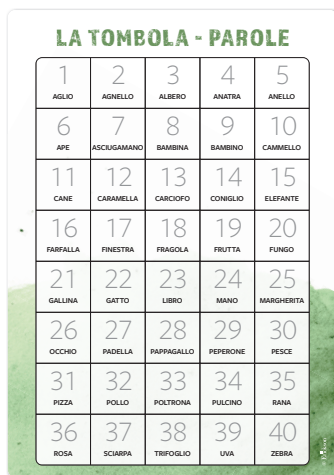 LA TOMBOLA - PAROLE
1 2 3 4 5
AGLIO AGNELLO ALBERO ANATRA ANELLO
6 7 8 9 10
APE ASCIUGAMANO BAMBINA BAMBINO CAMMELLO
11 12 13 14 15
CANE CARAMELLA CARCIOFO CONIGLIO ELEFANTE
16 17 18 19 20
FARFALLA FINESTRA FRAGOLA FRUTTA FUNGO
21 22 23 24 25
GALLINA GATTO LIBRO MANO MARGHERITA
26 27 28 29 30
OCCHIO PADELLA PAPPAGALLO PEPERONE PESCE
31 32 33 34 35
PIZZA POLLO POLTRONA PULCINO RANA
36 37 38 39 40
ROSA SCIARPA TRIFOGLIO UVA ZEBRA